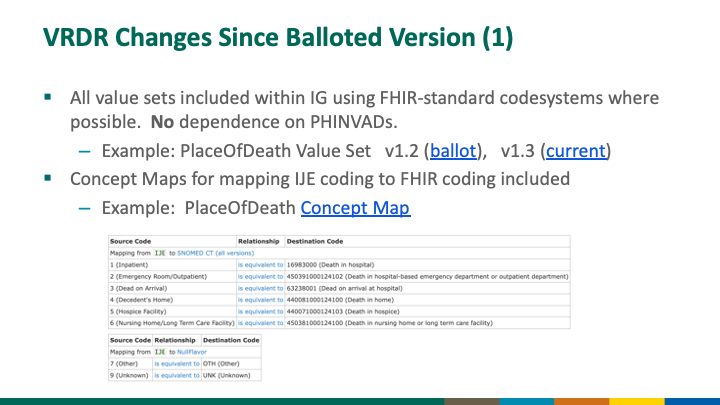 VRDR Changes Since Balloted Version (1)
▪ All value sets included within IG using FHIR-standard codesystems where
possible. No dependence on PHINVADs.
– Example: PlaceOfDeath Value Set v1.2 (ballot), v1.3 (current)
▪ Concept Maps for mapping IJE coding to FHIR coding included
– Example: PlaceOfDeath Concept Map
Source Code Relationship Destination Code
Mapping from IJE to SNOMED CT (all versions)
1 (Inpatient) is equivalent to 16983000 (Death in hospital)
2 (Emergency Room/Outpatient) is equivalent to 450391000124102 (Death in hospital-based emergency department or outpatient department)
3 (Dead on Arrival) is equivalent to 63238001 (Dead on arrival at hospital)
4 (Decedent's Home) is equivalent to 440081000124100 (Death in home)
5 (Hospice Facility) is equivalent to 440071000124103 (Death in hospice)
6 (Nursing Home/Long Term Care Facility) is equivalent to 450381000124100 (Death in nursing home or long term care facility)
Source Code Relationship Destination Code
Mapping from IJE to NullFlavor
7 (Other) is equivalent to OTH (Other)
9 (Unknown) is equivalent to UNK (Unknown)